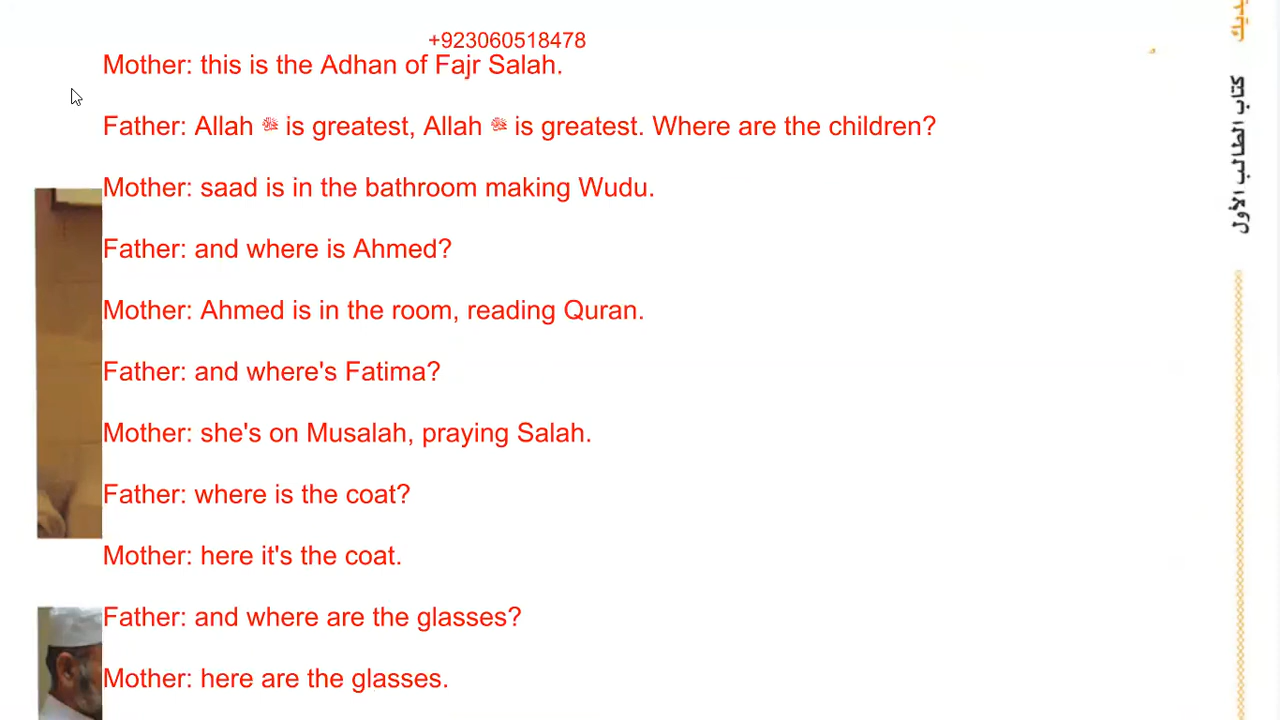 +923060518478
Mother: this is the Adhan of Fajr Salah.
Father: Allah ﷻ is greatest, Allah ﷻ is greatest. Where are the children?
Mother: saad is in the bathroom making Wudu.
Father: and where is Ahmed?
Mother: Ahmed is in the room, reading Quran.
Father: and where's Fatima?
Mother: she's on Musalah, praying Salah.
Father: where is the coat?
Mother: here it's the coat.
Father: and where are the glasses?
Mother: here are the glasses.
كتاب الطالب الأول